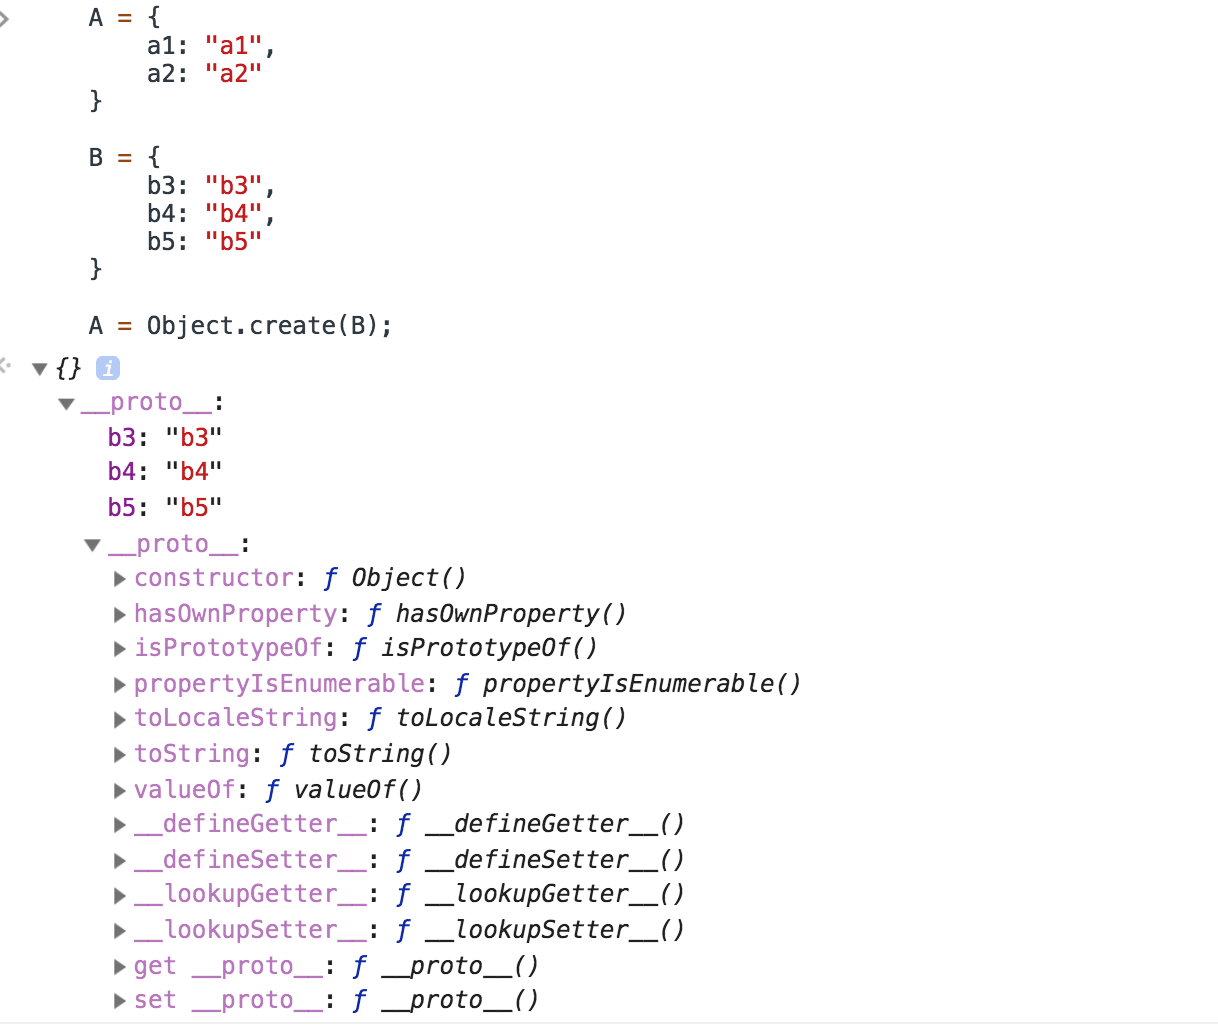 A = {
a1: "a1",
a2: "a2"
}
B = {
b3: "b3",
b4: "b4",
b5: "b5"
}
A = Object.create(B);
{} i
__proto__:
b3: "b3"
b4: "b4"
b5: "b5"
__proto__:
constructor: ƒ Object()
hasOwnProperty: ƒ hasOwnProperty()
isPrototypeOf: ƒ isPrototypeOf()
propertyIsEnumerable: ƒ propertyIsEnumerable()
toLocaleString: ƒ toLocaleString()
toString: ƒ toString()
valueOf: ƒ valueOf()
__defineGetter__: ƒ __defineGetter__()
__defineSetter__: ƒ __defineSetter__()
__lookupGetter__: ƒ __lookupGetter__()
__lookupSetter__: ƒ __lookupSetter__()
get __proto__: ƒ __proto__()
set __proto__: ƒ __proto__()